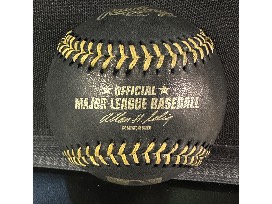 OFFICIAL
MAJOR LEAGUE BASEBALL
Allan H. Selig